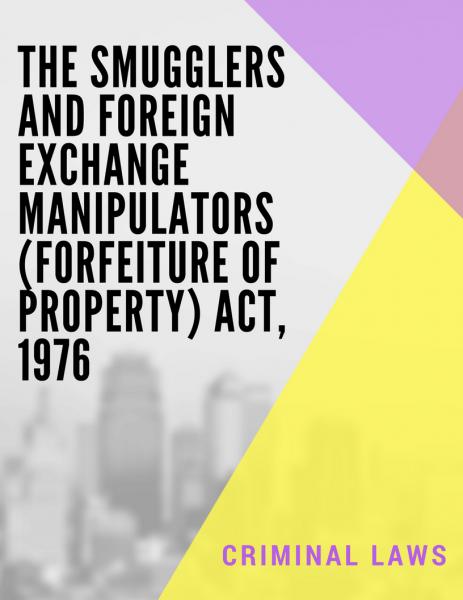 THE SMUGGLERS
AND FOREIGN
EXCHANGE
MANIPULATORS
(FORFEITURE OF
PROPERTY) ACT,
1976
CRIMINAL LAWS